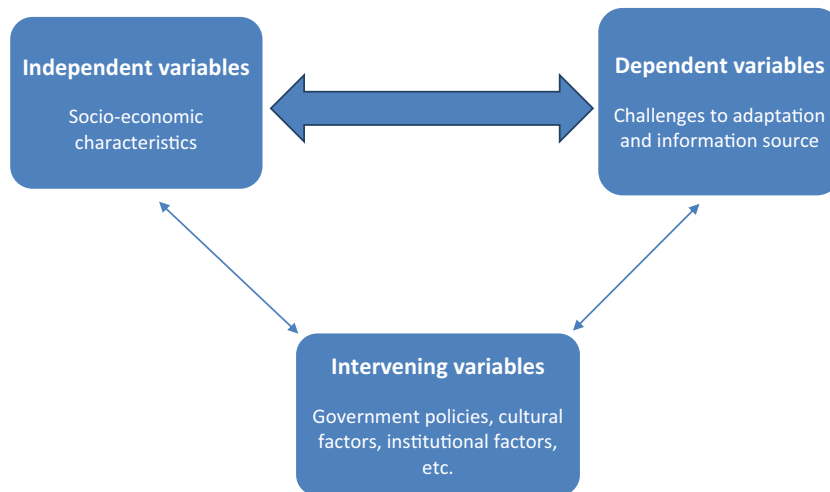 Independent variables
Socio-economic
characteristics
Dependent variables
Challenges to adaptation
and information source
Intervening variables
Government policies, cultural
factors, institutional factors,
etc.